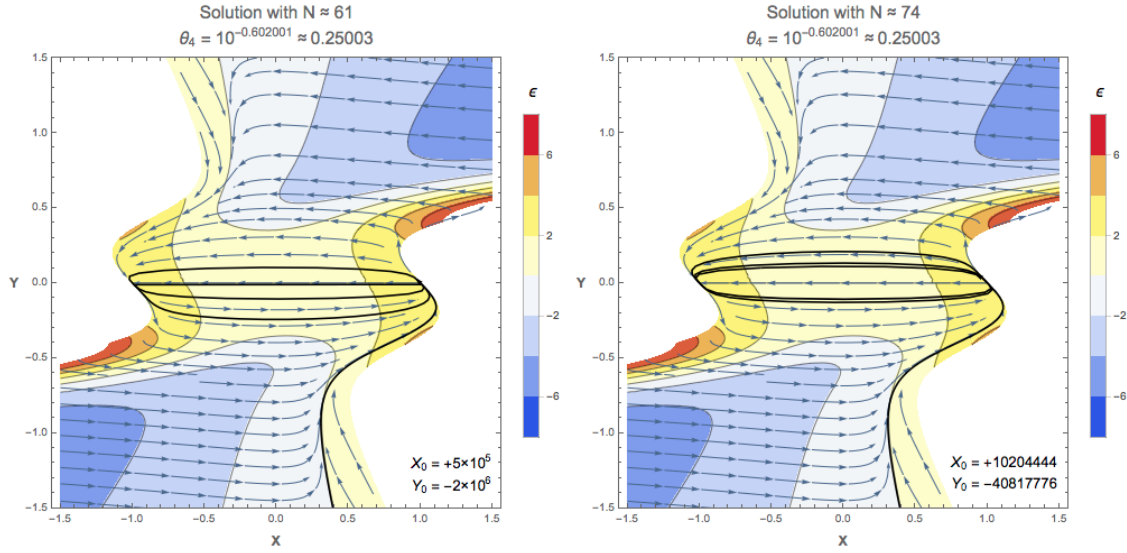 Solution with N ≈ 61
θ₄ = 10⁻⁰·⁶⁰²⁰⁰¹ ≈ 0.25003
1.5
1.0
0.5
Y 0.0
−0.5
−1.0
−1.5
−1.5 −1.0 −0.5 0.0 0.5 1.0 1.5
X
X₀ = +5×10⁵
Y₀ = −2×10⁶
ϵ
6
2
−2
−6
Solution with N ≈ 74
θ₄ = 10⁻⁰·⁶⁰²⁰⁰¹ ≈ 0.25003
1.5
1.0
0.5
Y 0.0
−0.5
−1.0
−1.5
−1.5 −1.0 −0.5 0.0 0.5 1.0 1.5
X
X₀ = +10204444
Y₀ = −40817776
ϵ
6
2
−2
−6